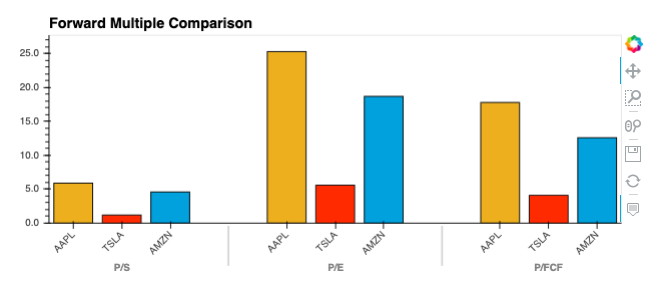 Forward Multiple Comparison
25.0
20.0
15.0
10.0
5.0
0.0
AAPL TSLA AMZN AAPL TSLA AMZN AAPL TSLA AMZN
P/S P/E P/FCF